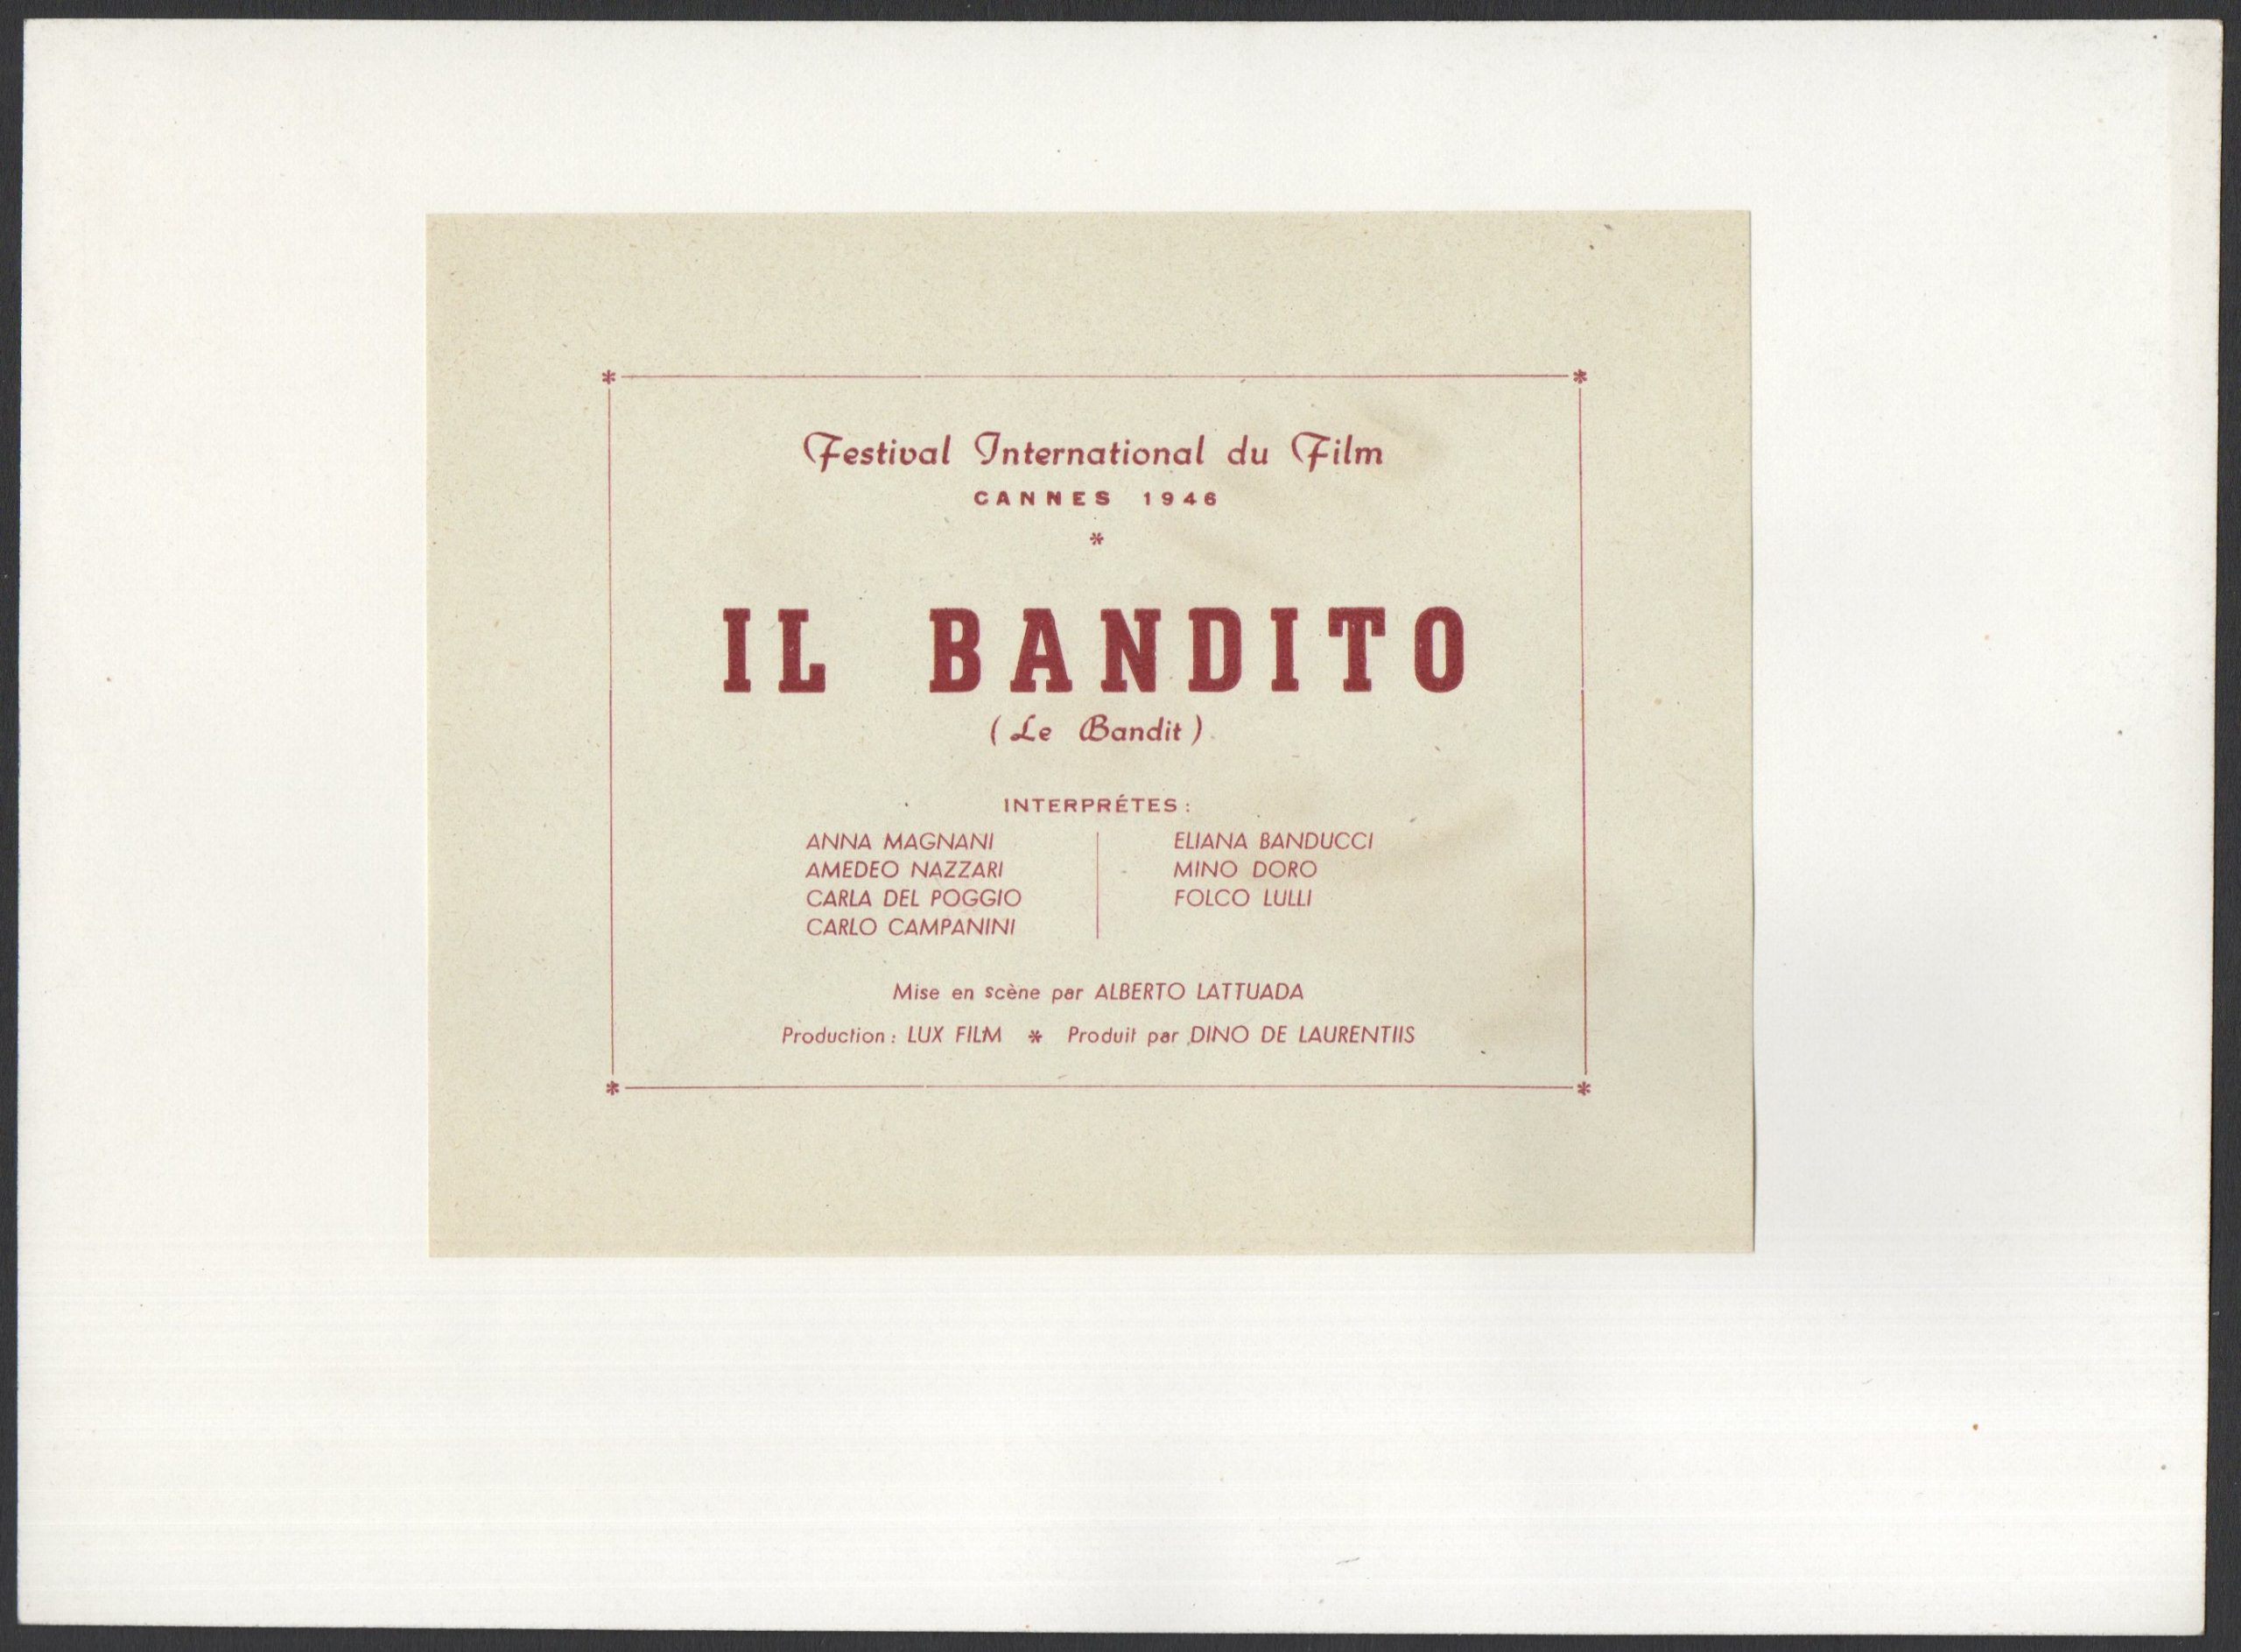 Festival International du Film
CANNES 1946
*
IL BANDITO
(Le Bandit)
INTERPRÉTES :
ANNA MAGNANI
AMEDEO NAZZARI
CARLA DEL POGGIO
CARLO CAMPANINI
ELIANA BANDUCCI
MINO DORO
FOLCO LULLI
Mise en scène par ALBERTO LATTUADA
Production : LUX FILM * Produit par DINO DE LAURENTIIS